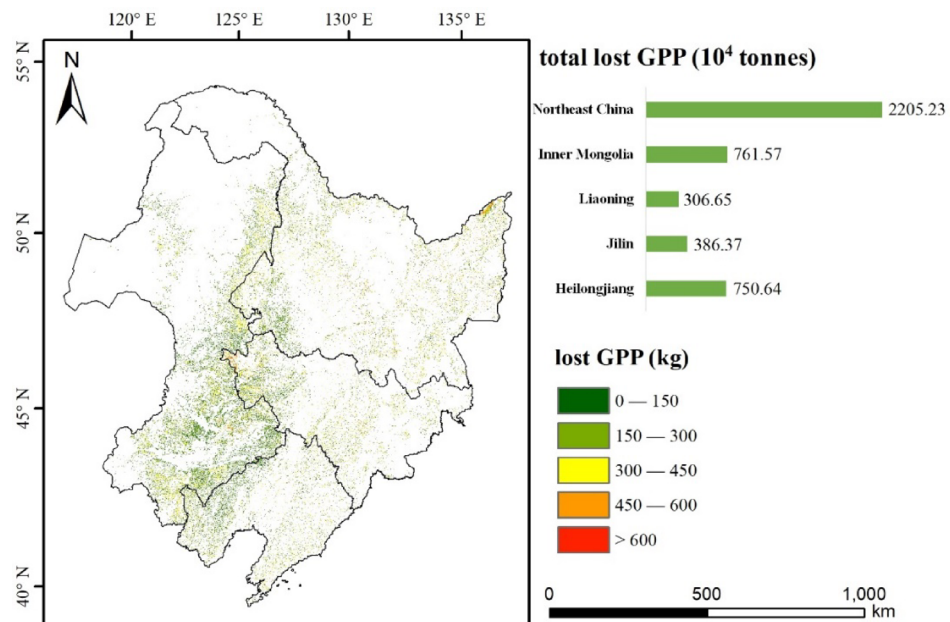 120° E 125° E 130° E 135° E
55° N
50° N
45° N
40° N
N
total lost GPP (10⁴ tonnes)
Northeast China 2205.23
Inner Mongolia 761.57
Liaoning 306.65
Jilin 386.37
Heilongjiang 750.64
lost GPP (kg)
0 — 150
150 — 300
300 — 450
450 — 600
> 600
0 500 1,000
km